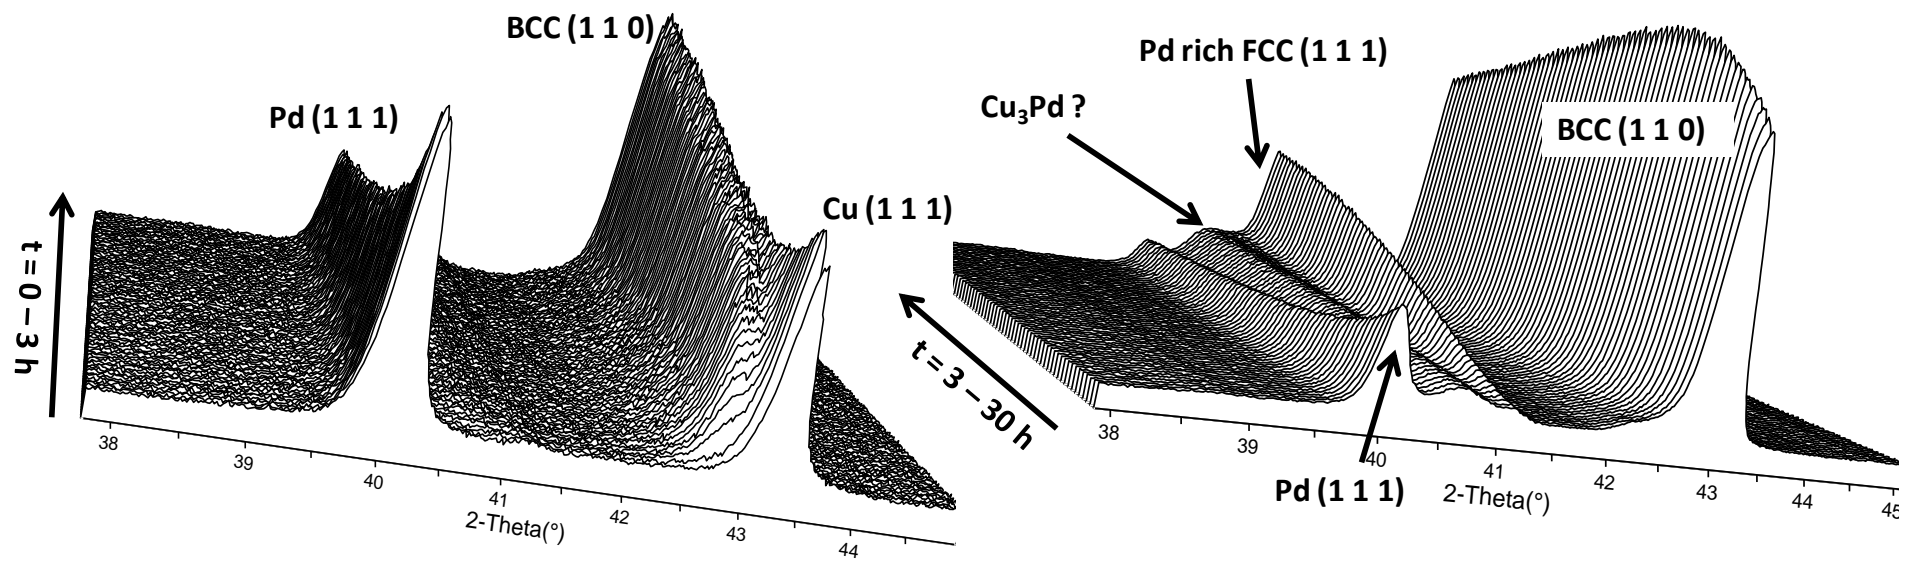 BCC (1 1 0)
Pd (1 1 1)
Cu (1 1 1)
t = 0 – 3 h
38
39
40
41
42
43
44
2-Theta(°)
Pd rich FCC (1 1 1)
Cu₃Pd ?
BCC (1 1 0)
t = 3 – 30 h
Pd (1 1 1)
38
39
40
41
42
43
44
45
2-Theta(°)